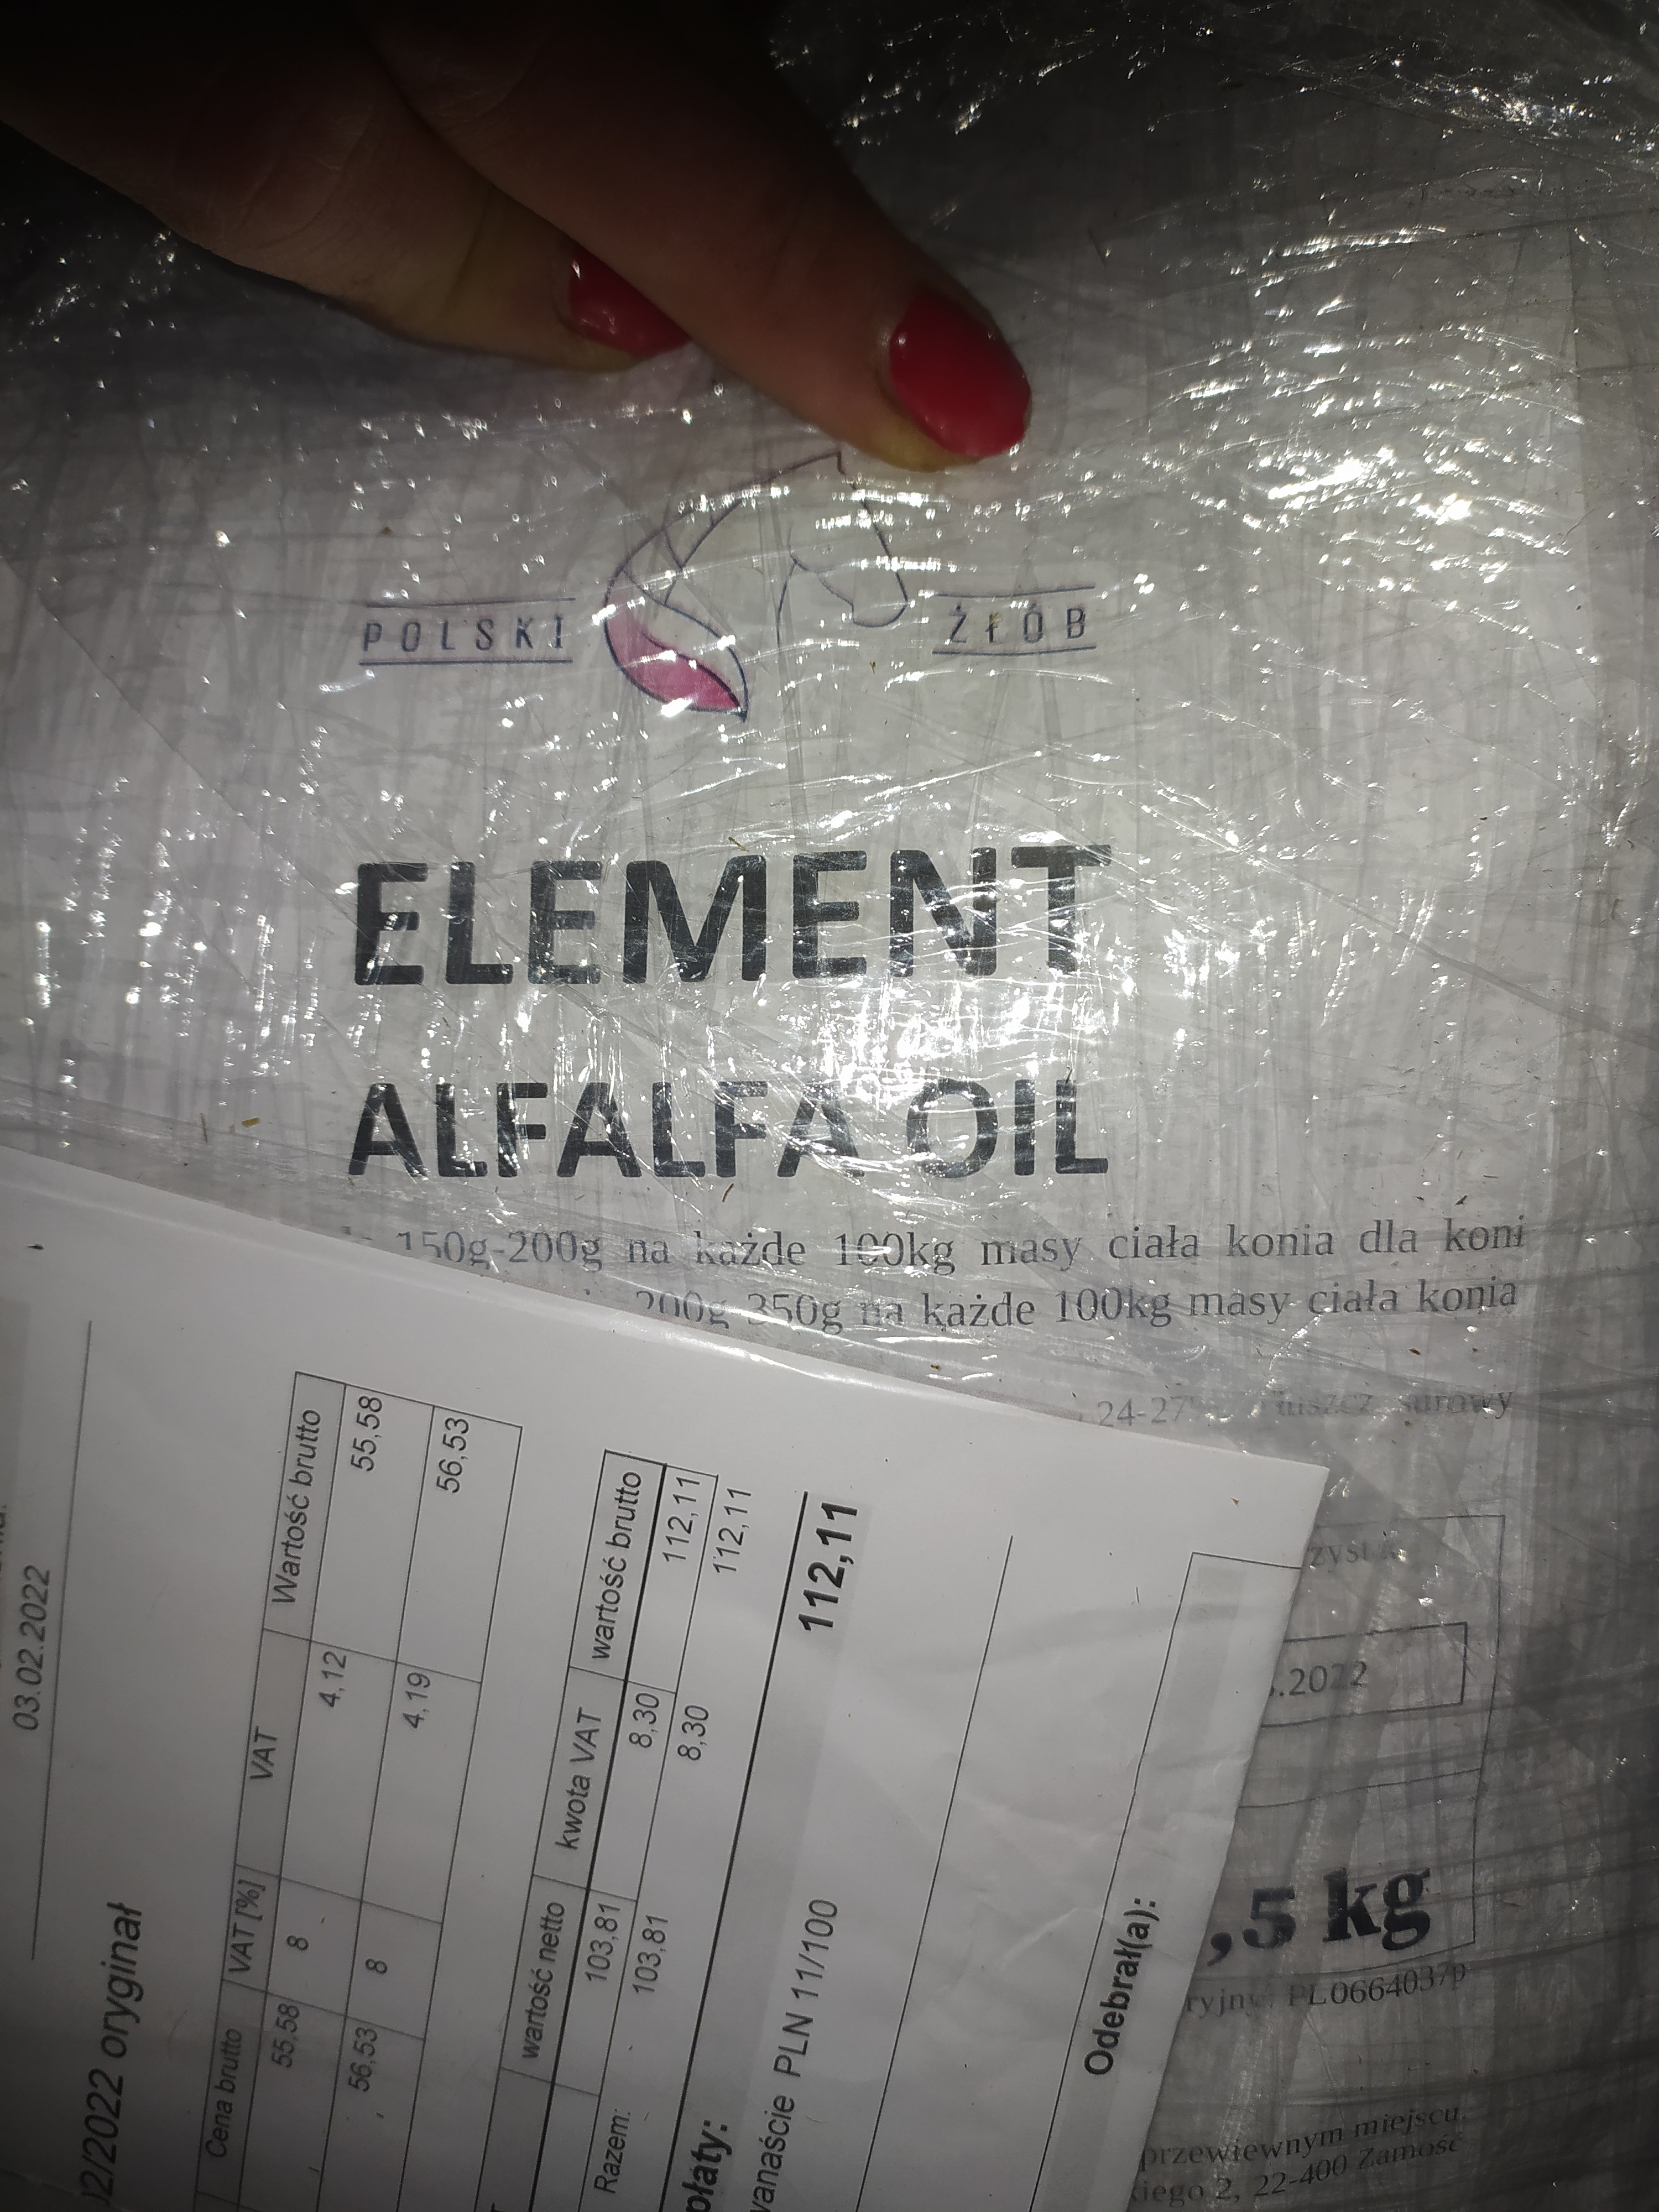 POLSKI ŻŁÓB
ELEMENT
ALFALFA OIL
150g-200g na każde 100kg masy ciała konia dla koni
200g-350g na każde 100kg masy ciała konia
24-27% tłuszcz surowy
.2022
,5 kg
PL0664037p
przewiewnym miejscu.
2, 22-400 Zamość
03.02.2022
02/2022 oryginał
Cena brutto VAT [%] VAT Wartość brutto
55,58 8 4,12 55,58
56,53 8 4,19 56,53
wartość netto kwota VAT wartość brutto
103,81 8,30 112,11
Razem: 103,81 8,30 112,11
112,11
PLN 11/100
Odebrał(a):